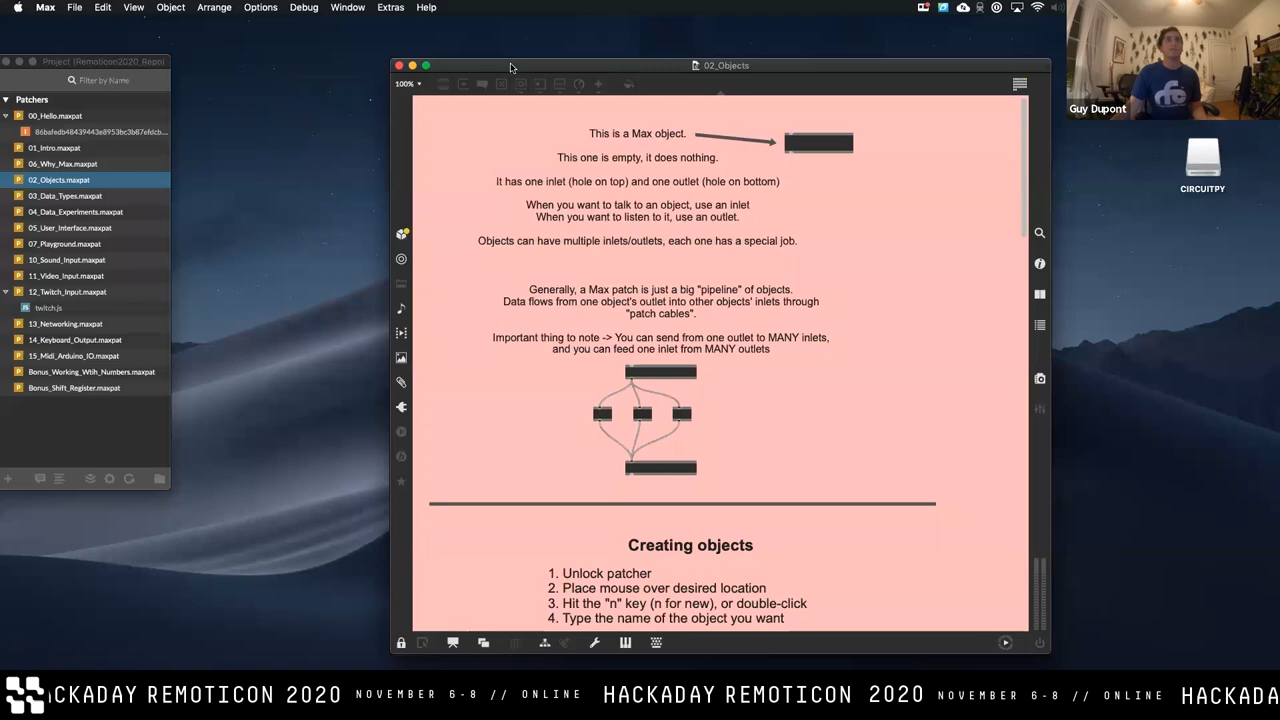 Max File Edit View Object Arrange Options Debug Window Extras Help
Project (Remoticon2020_Repo)
Filter by Name
Patchers
00_Hello.maxpat
86bafedb48439443e8953bc3b87efdcb...
01_Intro.maxpat
06_Why_Max.maxpat
02_Objects.maxpat
03_Data_Types.maxpat
04_Data_Experiments.maxpat
05_User_Interface.maxpat
07_Playground.maxpat
10_Sound_Input.maxpat
11_Video_Input.maxpat
12_Twitch_Input.maxpat
twitch.js
13_Networking.maxpat
14_Keyboard_Output.maxpat
15_Midi_Arduino_IO.maxpat
Bonus_Working_Wtih_Numbers.maxpat
Bonus_Shift_Register.maxpat
02_Objects
100%
This is a Max object.
This one is empty, it does nothing.
It has one inlet (hole on top) and one outlet (hole on bottom)
When you want to talk to an object, use an inlet
When you want to listen to it, use an outlet.
Objects can have multiple inlets/outlets, each one has a special job.
Generally, a Max patch is just a big "pipeline" of objects.
Data flows from one object's outlet into other objects' inlets through
"patch cables".
Important thing to note -> You can send from one outlet to MANY inlets,
and you can feed one inlet from MANY outlets
Creating objects
1. Unlock patcher
2. Place mouse over desired location
3. Hit the "n" key (n for new), or double-click
4. Type the name of the object you want
Guy Dupont
CIRCUITPY
CKADAY REMOTICON 2020 NOVEMBER 6-8 // ONLINE HACKADAY REMOTICON 2020 NOVEMBER 6-8 // ONLINE HACKADA